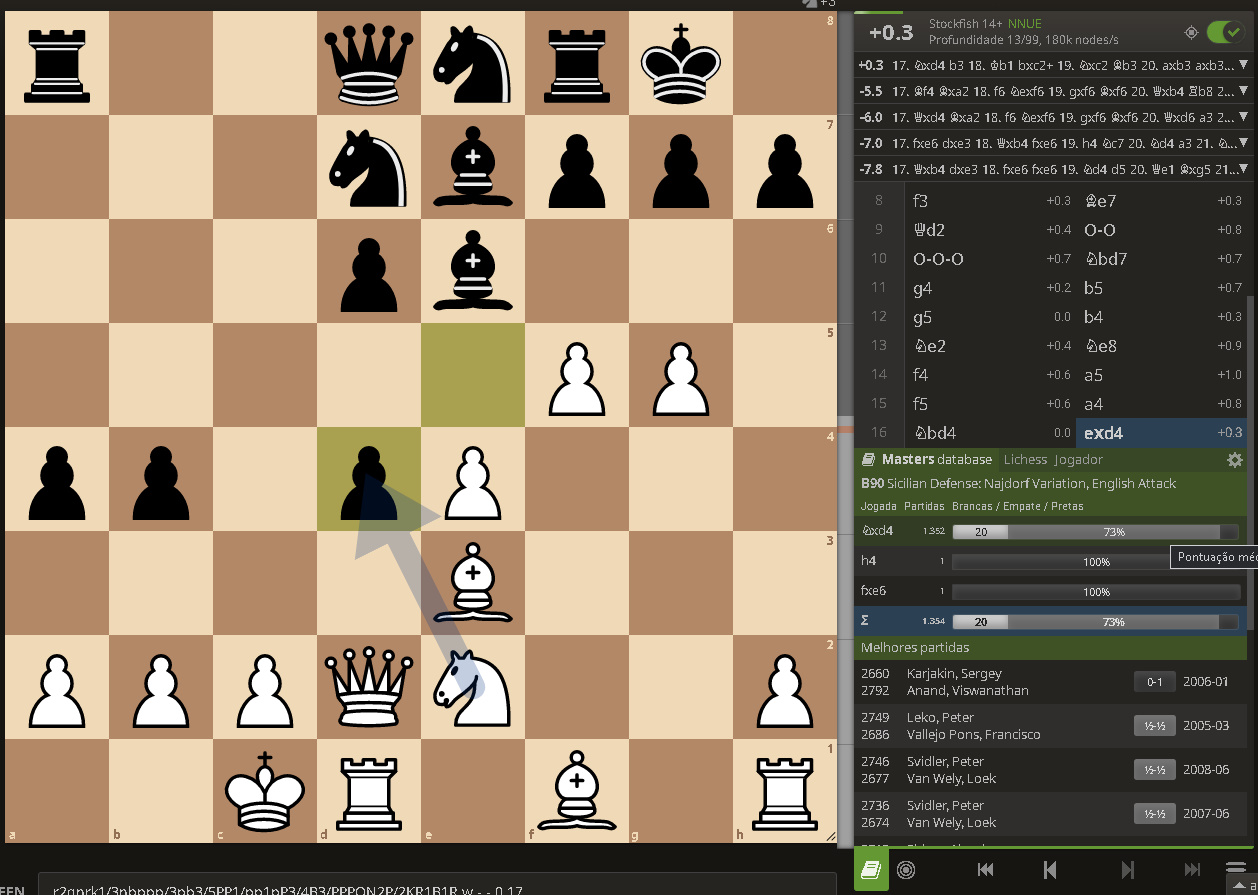 +3
8
7
6
5
4
3
2
1
a
b
c
d
e
f
g
h
FEN
r2qnrk1/3nbppp/3pb3/5PP1/pp1pP3/4B3/PPPQN2P/2KR1B1R w - - 0 17
+0.3
Stockfish 14+ NNUE
Profundidade 13/99, 180k nodes/s
+0.3 17. ♘xd4 b3 18. ♔b1 bxc2+ 19. ♘xc2 ♗b3 20. axb3 axb3...
-5.5 17. ♗f4 ♗xa2 18. f6 ♘exf6 19. gxf6 ♗xf6 20. ♕xb4 ♖b8 2...
-6.0 17. ♕xd4 ♗xa2 18. f6 ♘exf6 19. gxf6 ♗xf6 20. ♕xd6 a3 2...
-7.0 17. fxe6 dxe3 18. ♕xb4 fxe6 19. h4 ♘c7 20. ♘d4 a3 21. ♘...
-7.8 17. ♕xb4 dxe3 18. fxe6 fxe6 19. ♘d4 d5 20. ♕e1 ♗xg5 21...
8 f3 +0.3 ♗e7 +0.3
9 ♕d2 +0.4 O-O +0.8
10 O-O-O +0.7 ♘bd7 +0.7
11 g4 +0.2 b5 +0.7
12 g5 0.0 b4 +0.3
13 ♘e2 +0.4 ♘e8 +0.9
14 f4 +0.6 a5 +1.0
15 f5 +0.6 a4 +0.8
16 ♘bd4 0.0 exd4 +0.3
Masters database Lichess Jogador
B90 Sicilian Defense: Najdorf Variation, English Attack
Jogada Partidas Brancas / Empate / Pretas
♘xd4 1.352 20 73%
h4 1 100%
Pontuação mé
fxe6 1 100%
Σ 1.354 20 73%
Melhores partidas
2660 Karjakin, Sergey
2792 Anand, Viswanathan
0-1 2006-01
2749 Leko, Peter
2686 Vallejo Pons, Francisco
½-½ 2005-03
2746 Svidler, Peter
2677 Van Wely, Loek
½-½ 2008-06
2736 Svidler, Peter
2674 Van Wely, Loek
½-½ 2007-06